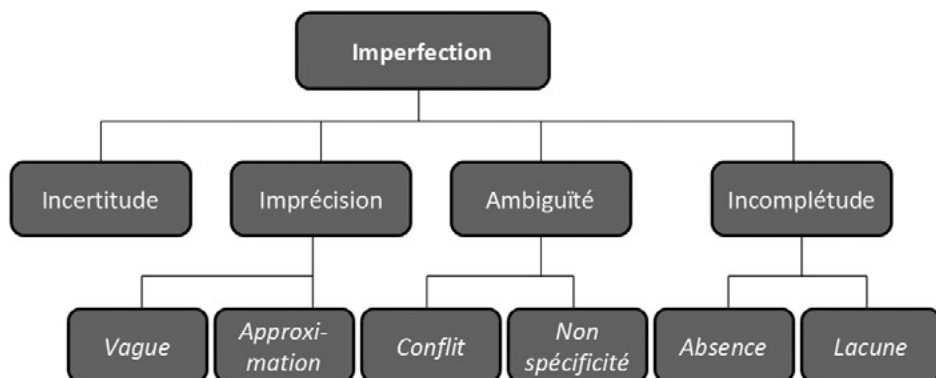 Imperfection
Incertitude
Imprécision
Ambiguïté
Incomplétude
Vague
Approxi-
mation
Conflit
Non
spécificité
Absence
Lacune